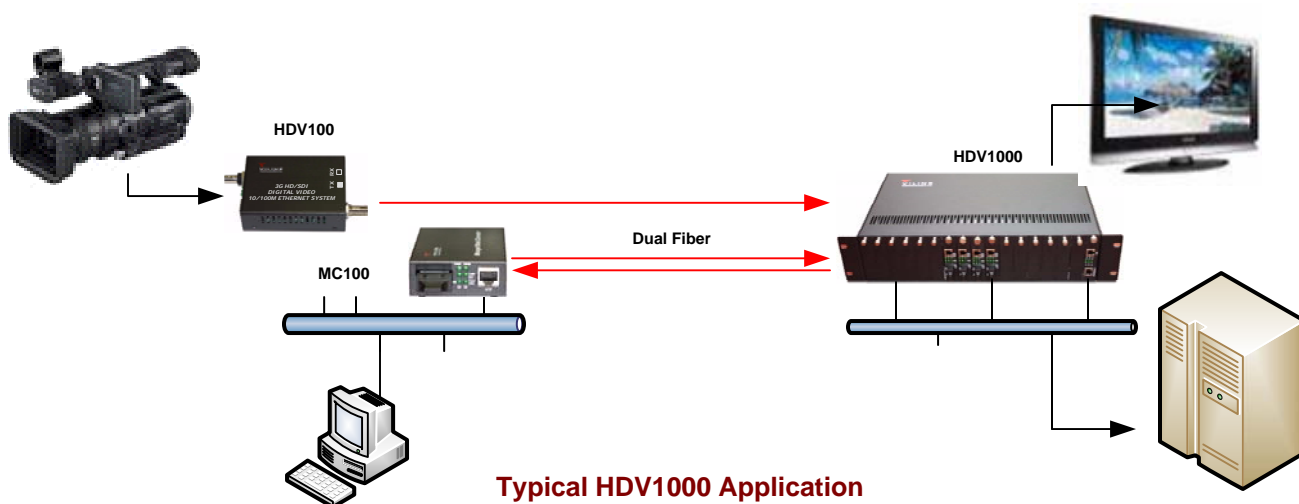 HDV100
HDV1000
3G HD/SDI
DIGITAL VIDEO
10/100M ETHERNET SYSTEM
TX RX
Dual Fiber
MC100
Typical HDV1000 Application